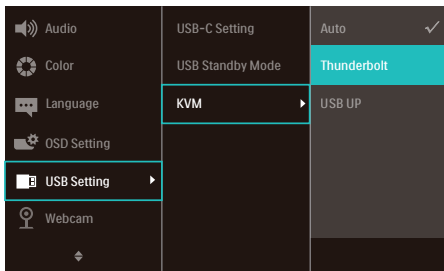 Audio
Color
Language
OSD Setting
USB Setting
Webcam
USB-C Setting
USB Standby Mode
KVM
Auto
Thunderbolt
USB UP